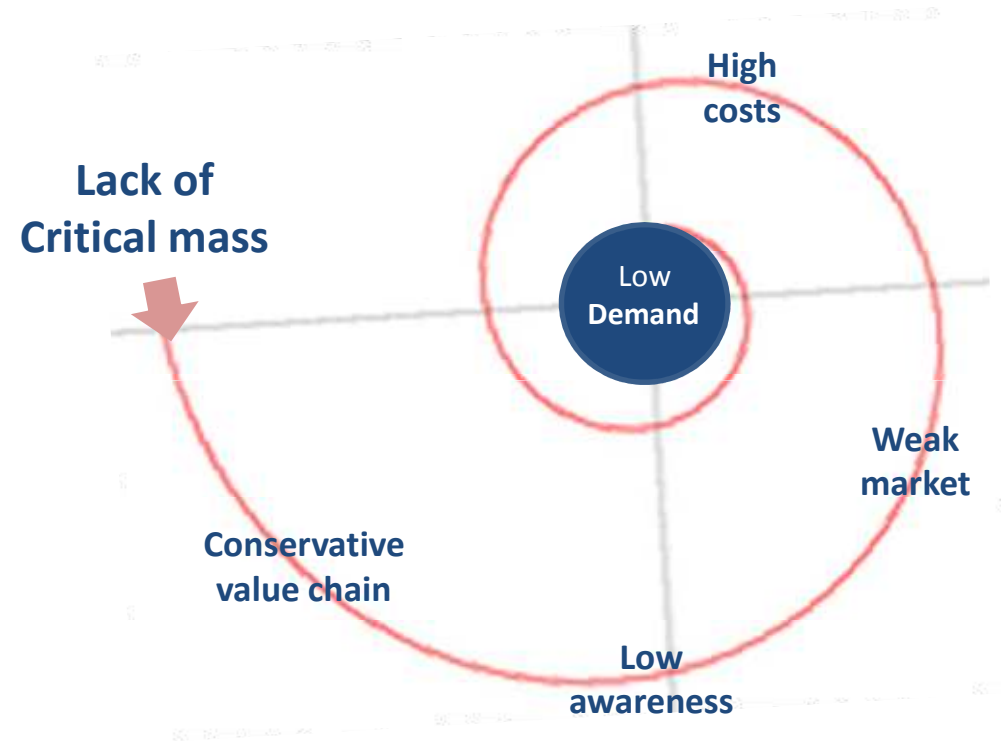 High
costs
Lack of
Critical mass
Low
Demand
Weak
market
Conservative
value chain
Low
awareness